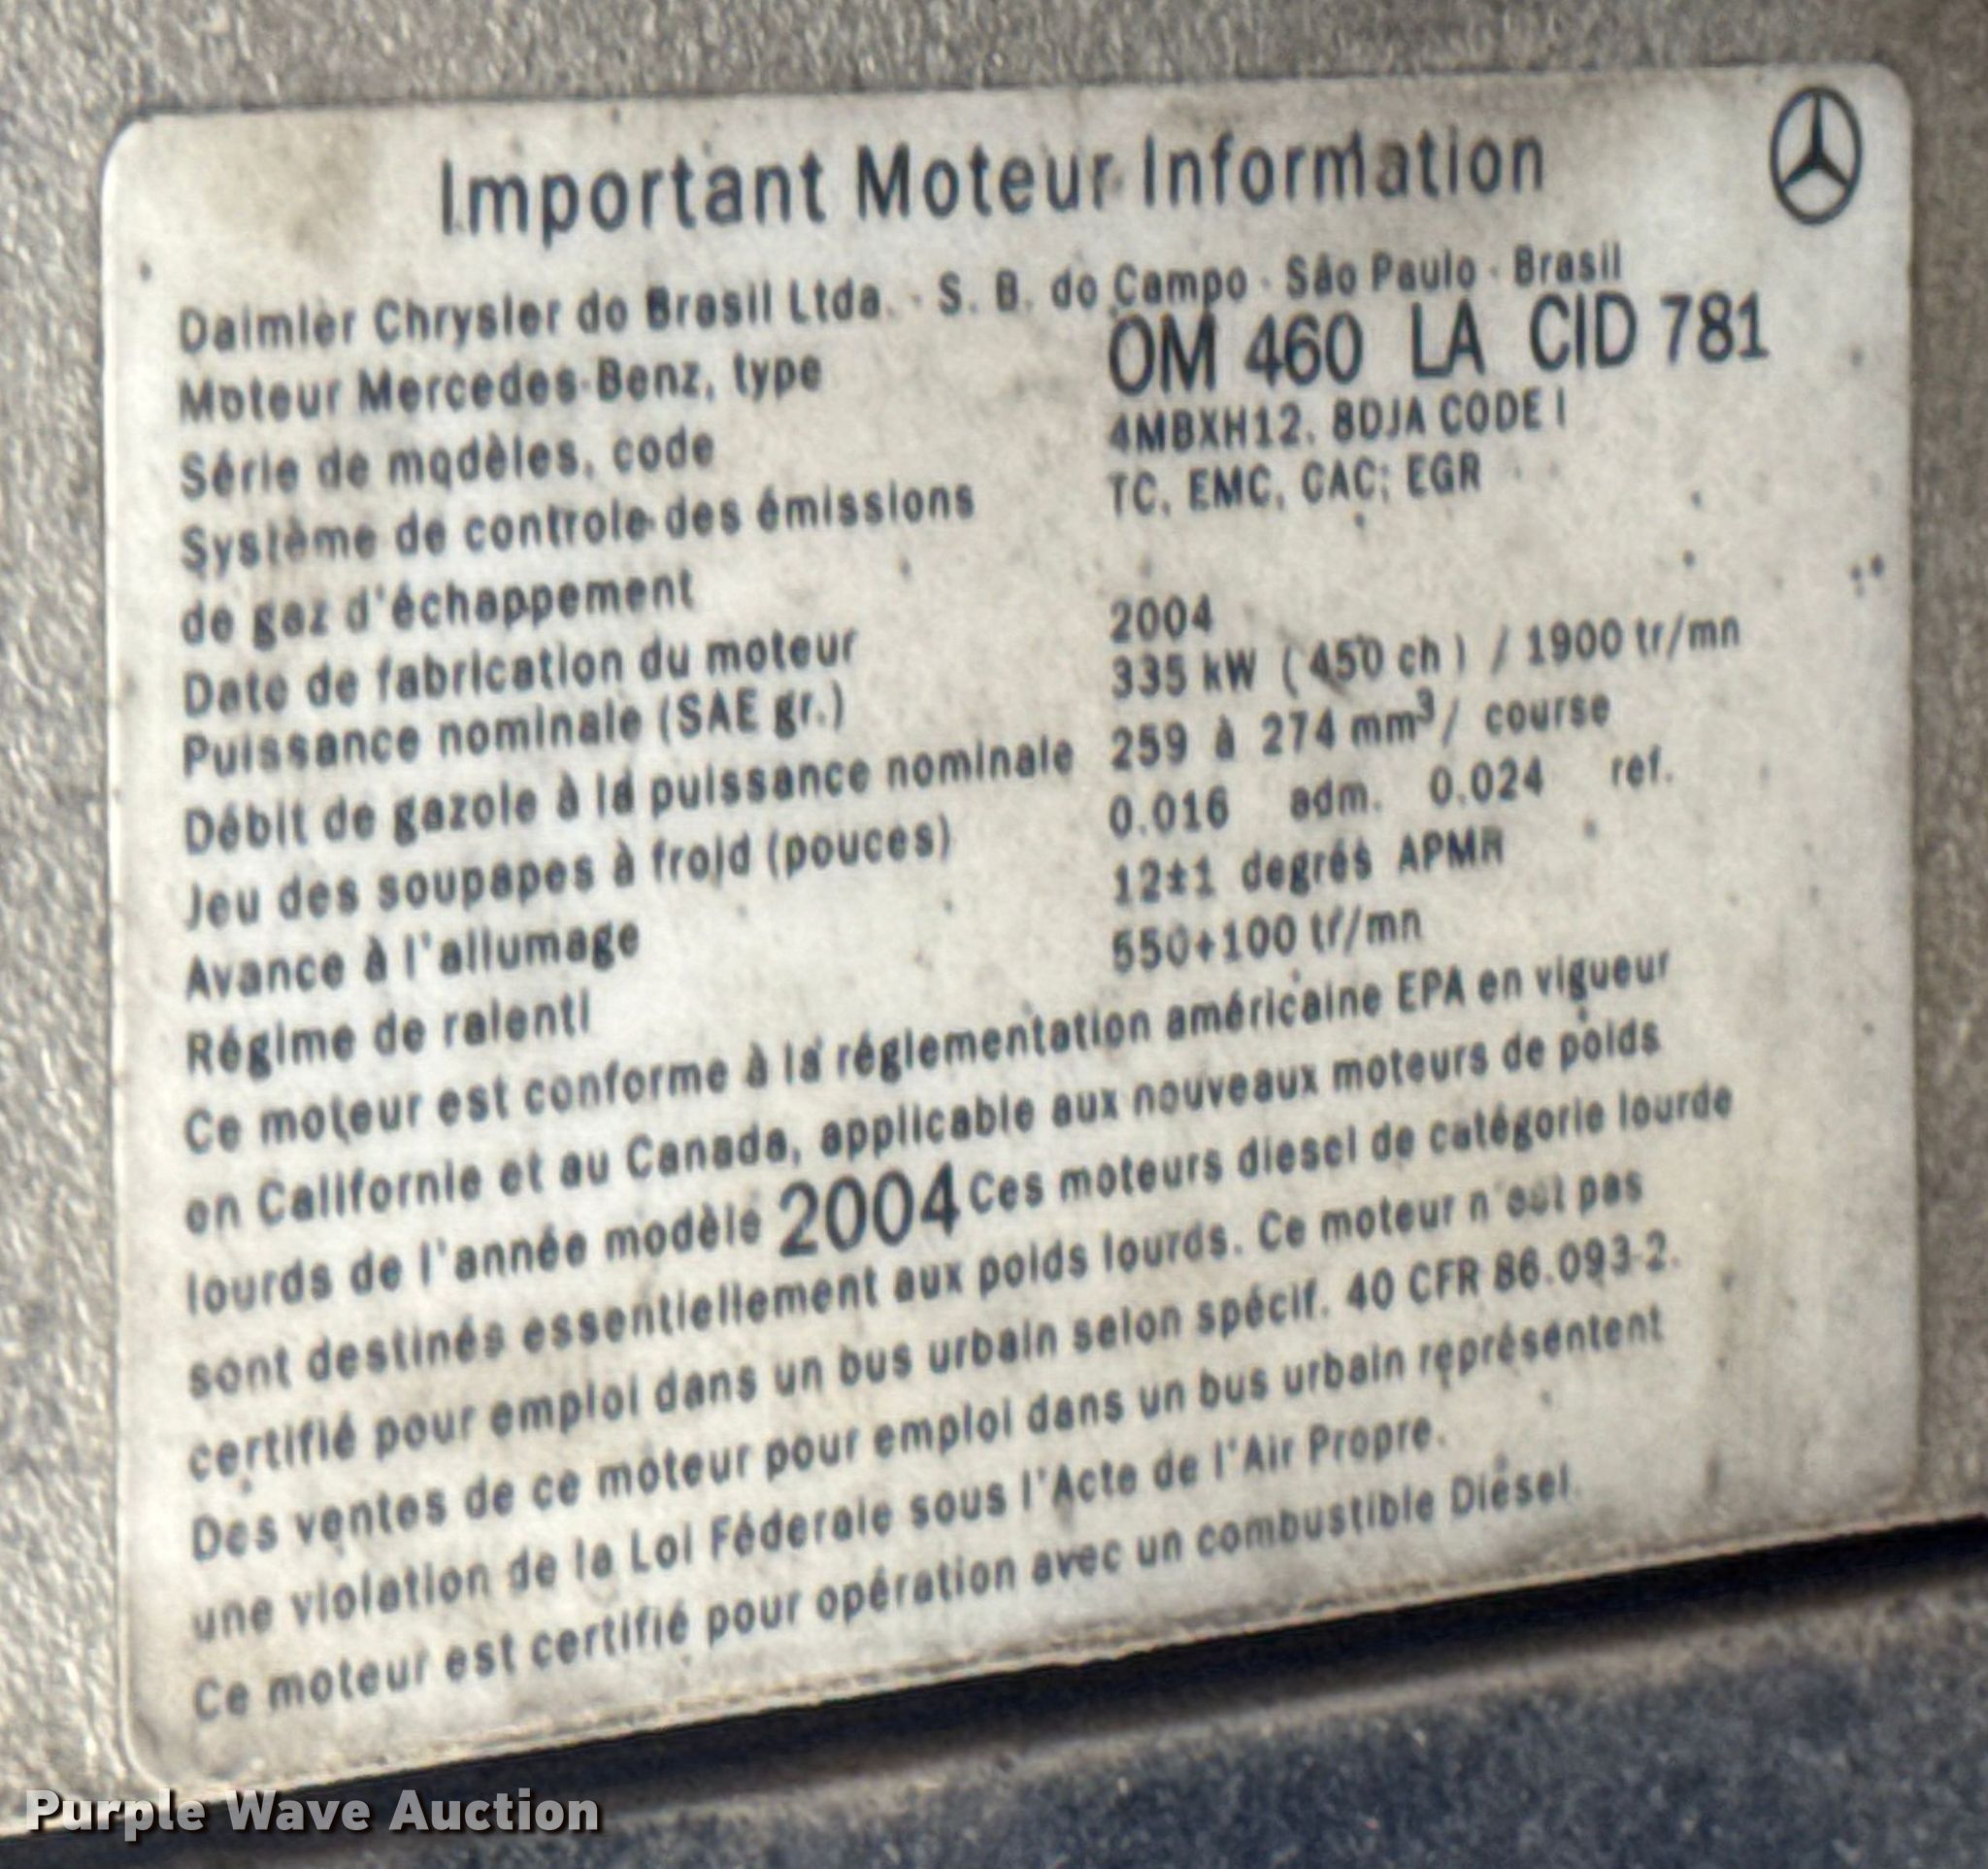 Important Moteur Information
Daimler Chrysler do Brasil Ltda. · S. B. do Campo · São Paulo · Brasil
Moteur Mercedes-Benz, type OM 460 LA CID 781
Série de modèles, code 4MBXH12. 8DJA CODE I
Système de controle des émissions TC, EMC, CAC; EGR
de gaz d'échappement
Date de fabrication du moteur 2004
Puissance nominale (SAE gr.) 335 kW (450 ch) / 1900 tr/mn
Débit de gazole à la puissance nominale 259 à 274 mm³/ course
Jeu des soupapes à froid (pouces) 0.016 adm. 0.024 ref.
Avance à l'allumage 12±1 degrés APMH
Régime de ralenti 550+100 tr/mn
Ce moteur est conforme à la réglementation américaine EPA en vigueur
en Californie et au Canada, applicable aux nouveaux moteurs de poids
lourds de l'année modèle 2004 Ces moteurs diesel de catégorie lourde
sont destinés essentiellement aux poids lourds. Ce moteur n'est pas
certifié pour emploi dans un bus urbain selon spécif. 40 CFR 86.093-2.
Des ventes de ce moteur pour emploi dans un bus urbain représentent
une violation de la Loi Féderale sous l'Acte de l'Air Propre.
Ce moteur est certifié pour opération avec un combustible Diésel.
Purple Wave Auction